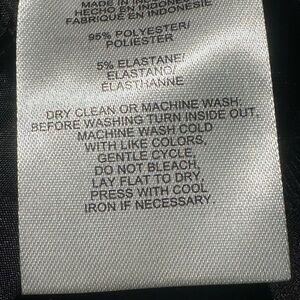 MADE IN
HECHO EN INDONESIA
FABRIQUÉ EN INDONÉSIE
95% POLYESTER/
POLIESTER
5% ELASTANE/
ELASTANO/
ÉLASTHANNE
DRY CLEAN OR MACHINE WASH:
BEFORE WASHING TURN INSIDE OUT,
MACHINE WASH COLD
WITH LIKE COLORS,
GENTLE CYCLE,
DO NOT BLEACH,
LAY FLAT TO DRY,
PRESS WITH COOL
IRON IF NECESSARY.